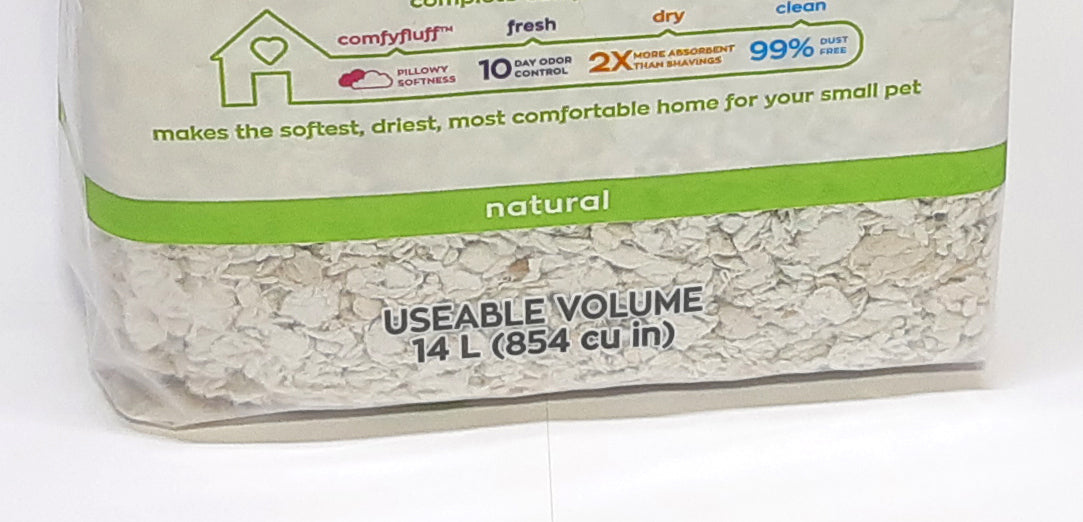 clean
dry
fresh
comfyfluff™
PILLOWY
SOFTNESS
10 DAY ODOR
CONTROL
2X MORE ABSORBENT
THAN SHAVINGS
99% DUST
FREE
makes the softest, driest, most comfortable home for your small pet
natural
USEABLE VOLUME
14 L (854 cu in)